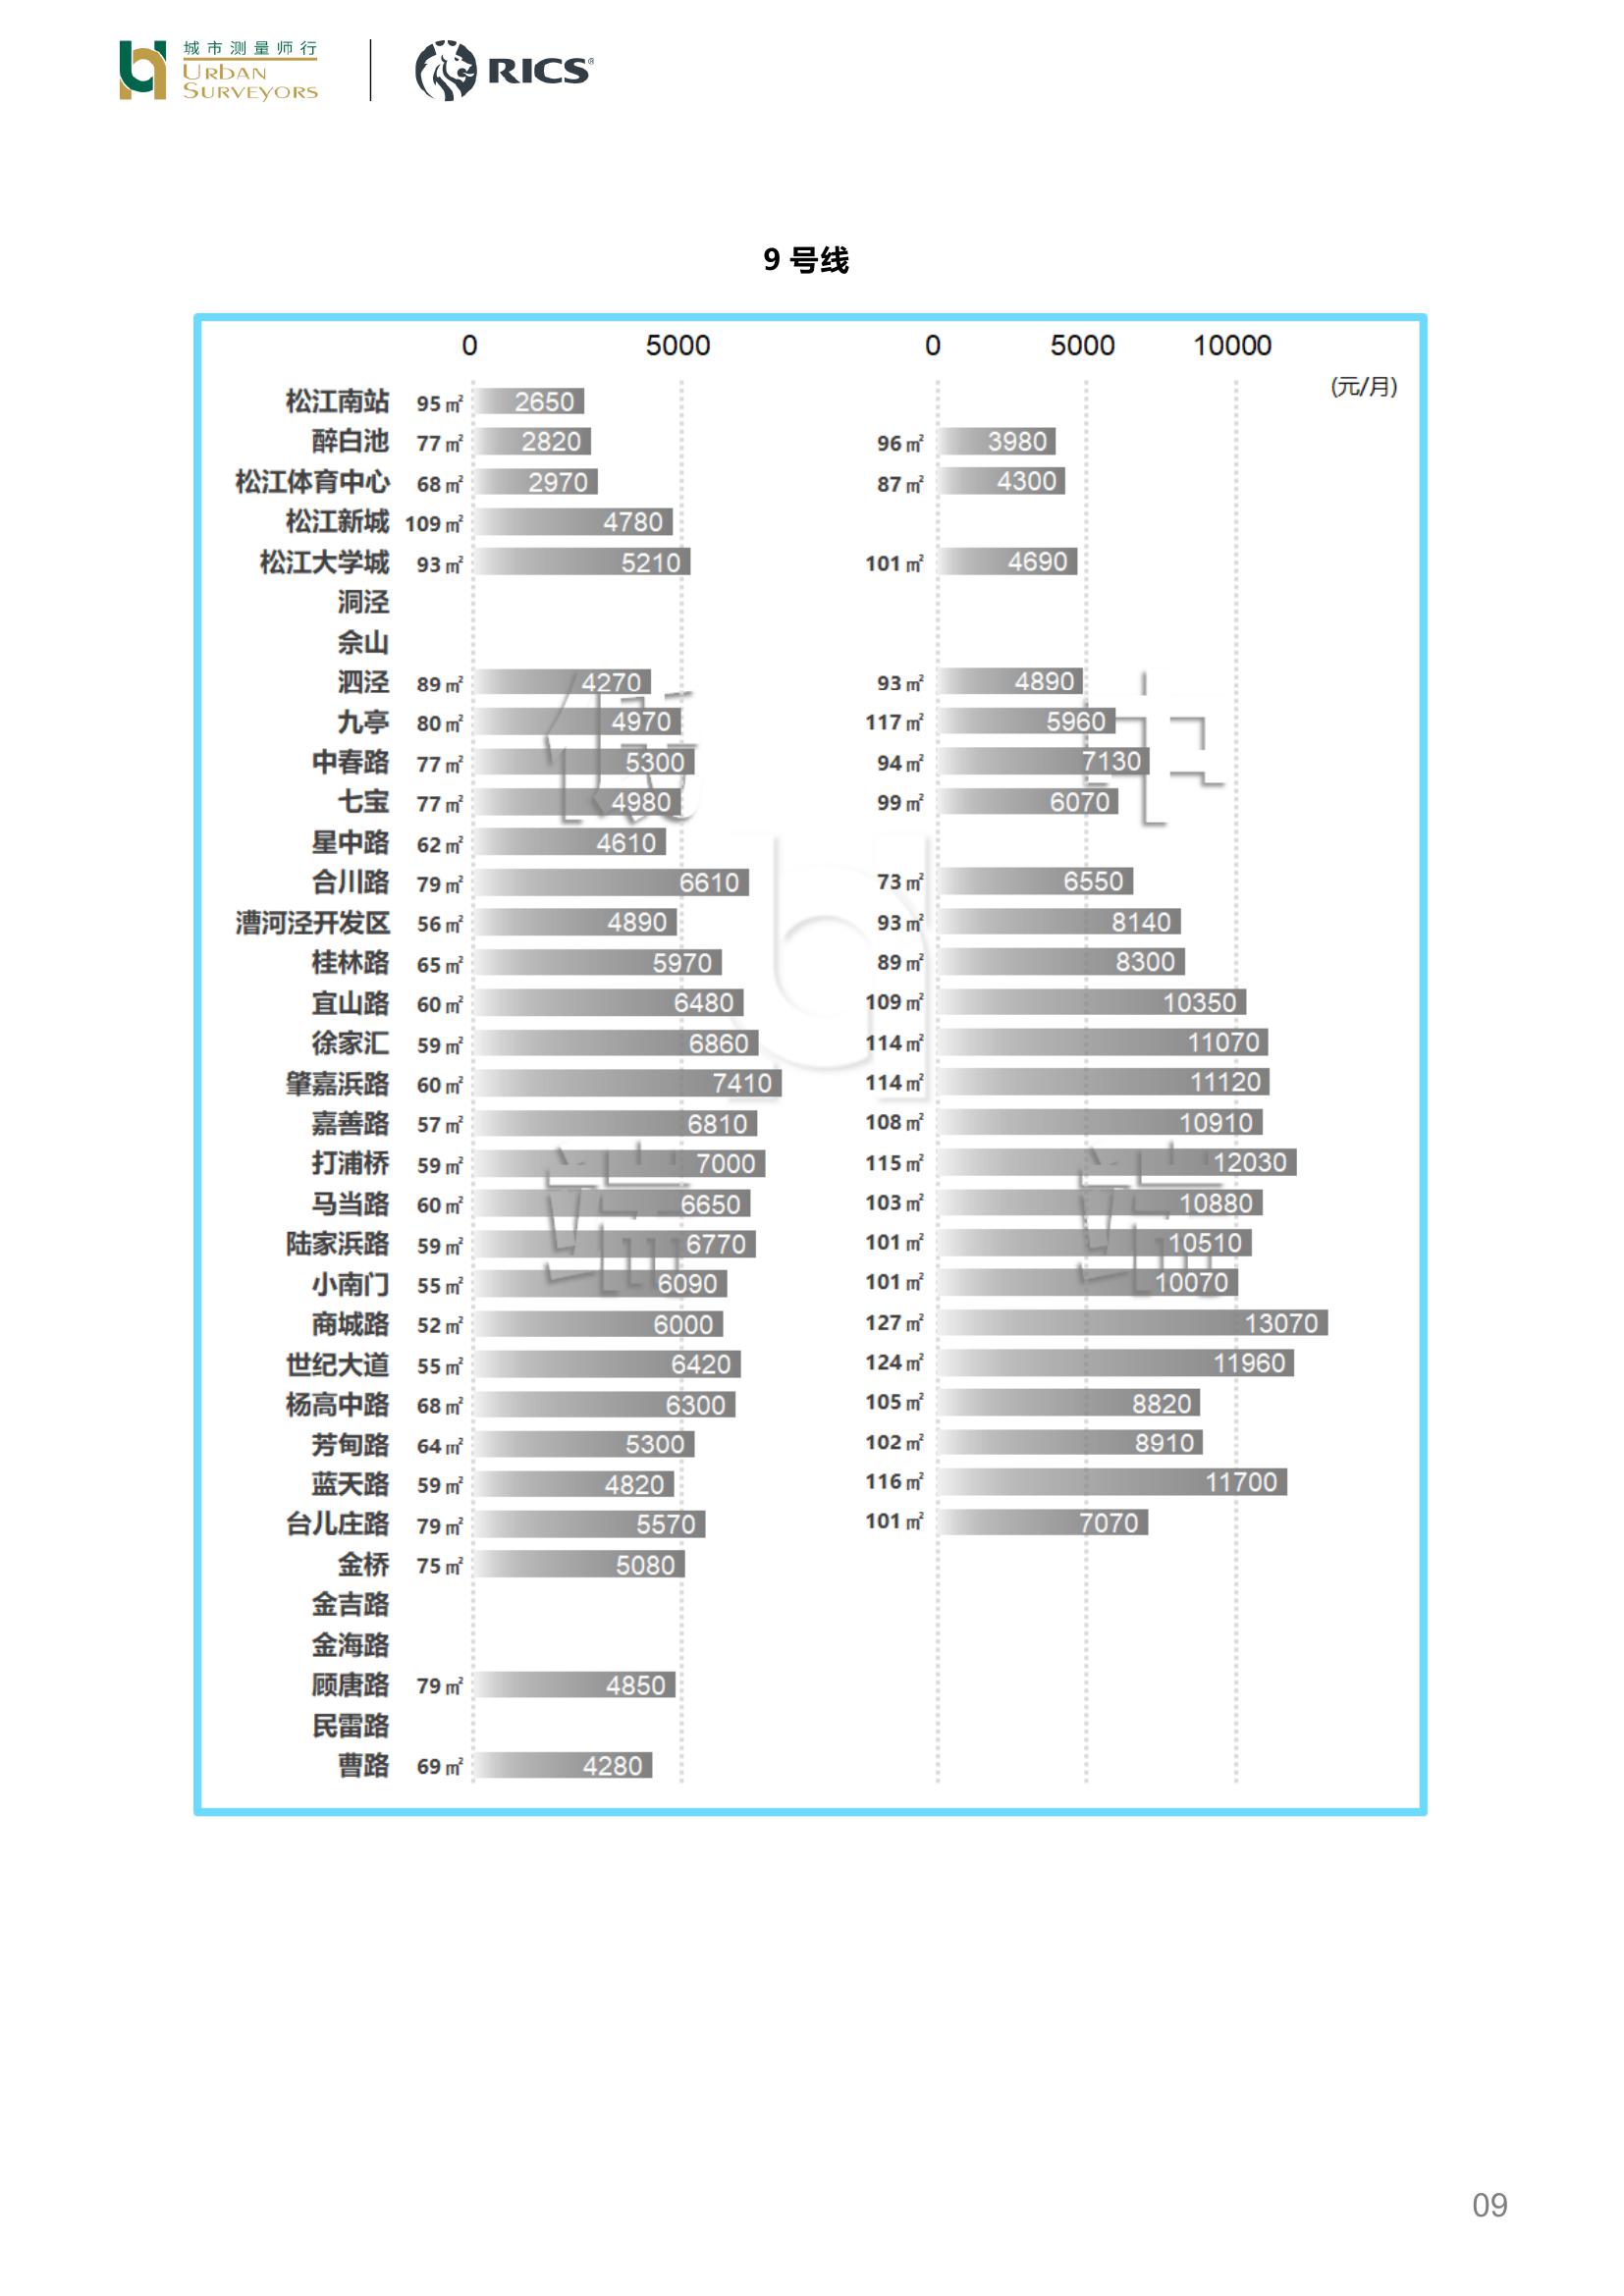 城市测量师行
URBAN
SURVEYORS
RICS®
9 号线
0 5000 0 5000 10000
(元/月)
松江南站 95㎡ 2650
醉白池 77㎡ 2820 96㎡ 3980
松江体育中心 68㎡ 2970 87㎡ 4300
松江新城 109㎡ 4780
松江大学城 93㎡ 5210 101㎡ 4690
洞泾
佘山
泗泾 89㎡ 4270 93㎡ 4890
九亭 80㎡ 4970 117㎡ 5960
中春路 77㎡ 5300 94㎡ 7130
七宝 77㎡ 4980 99㎡ 6070
星中路 62㎡ 4610
合川路 79㎡ 6610 73㎡ 6550
漕河泾开发区 56㎡ 4890 93㎡ 8140
桂林路 65㎡ 5970 89㎡ 8300
宜山路 60㎡ 6480 109㎡ 10350
徐家汇 59㎡ 6860 114㎡ 11070
肇嘉浜路 60㎡ 7410 114㎡ 11120
嘉善路 57㎡ 6810 108㎡ 10910
打浦桥 59㎡ 7000 115㎡ 12030
马当路 60㎡ 6650 103㎡ 10880
陆家浜路 59㎡ 6770 101㎡ 10510
小南门 55㎡ 6090 101㎡ 10070
商城路 52㎡ 6000 127㎡ 13070
世纪大道 55㎡ 6420 124㎡ 11960
杨高中路 68㎡ 6300 105㎡ 8820
芳甸路 64㎡ 5300 102㎡ 8910
蓝天路 59㎡ 4820 116㎡ 11700
台儿庄路 79㎡ 5570 101㎡ 7070
金桥 75㎡ 5080
金吉路
金海路
顾唐路 79㎡ 4850
民雷路
曹路 69㎡ 4280
09